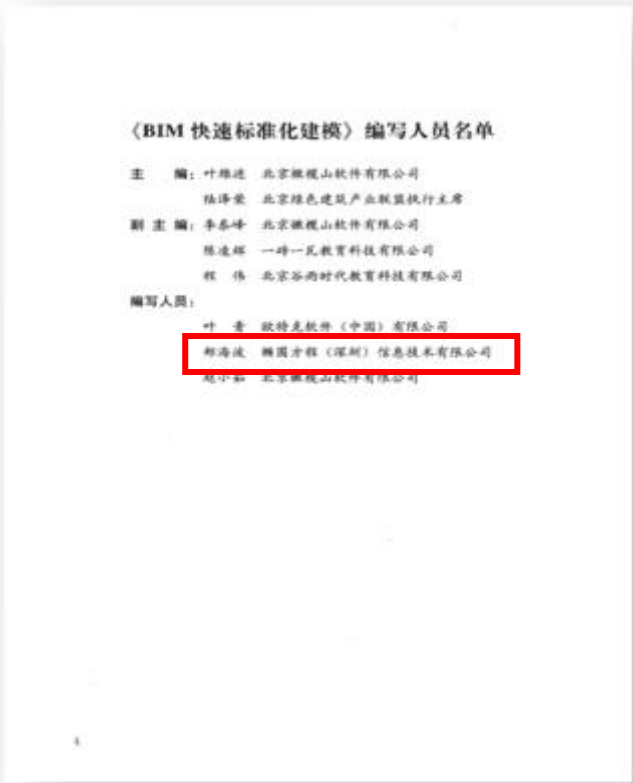 《BIM 快速标准化建模》编写人员名单
主 编：叶雄进 北京橄榄山软件有限公司
陆泽荣 北京绿色建筑产业联盟执行主席
副 主 编：李泰峰 北京橄榄山软件有限公司
陈凌辉 一砖一瓦教育科技有限公司
程 伟 北京谷雨时代教育科技有限公司
编写人员：
叶 青 欧特克软件（中国）有限公司
郑海波 椭圆方程（深圳）信息技术有限公司
赵小茹 北京橄榄山软件有限公司
4